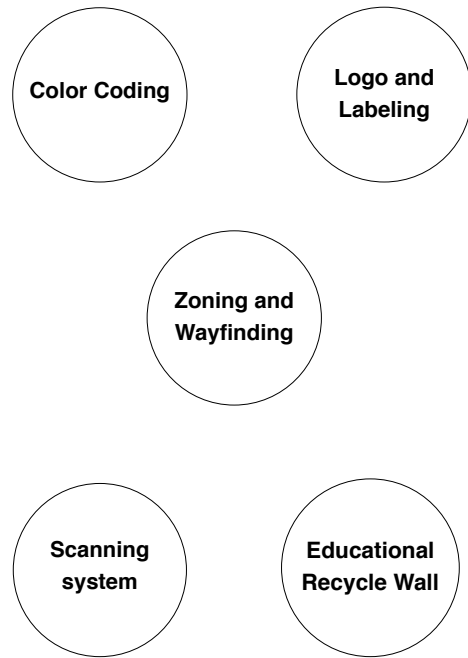 Color Coding
Logo and
Labeling
Zoning and
Wayfinding
Scanning
system
Educational
Recycle Wall